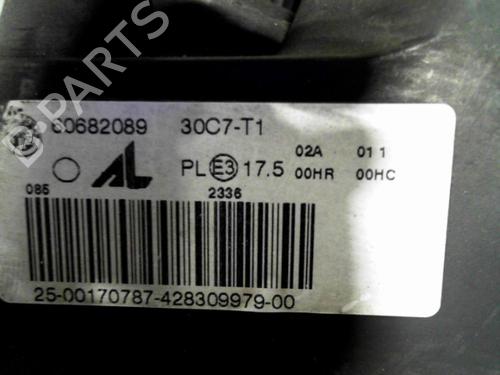 60682089 30C7-T1
AL PL E3 17.5 02A 01 1
00HR 00HC
085 2336
25-00170787-428309979-00
B-Parts